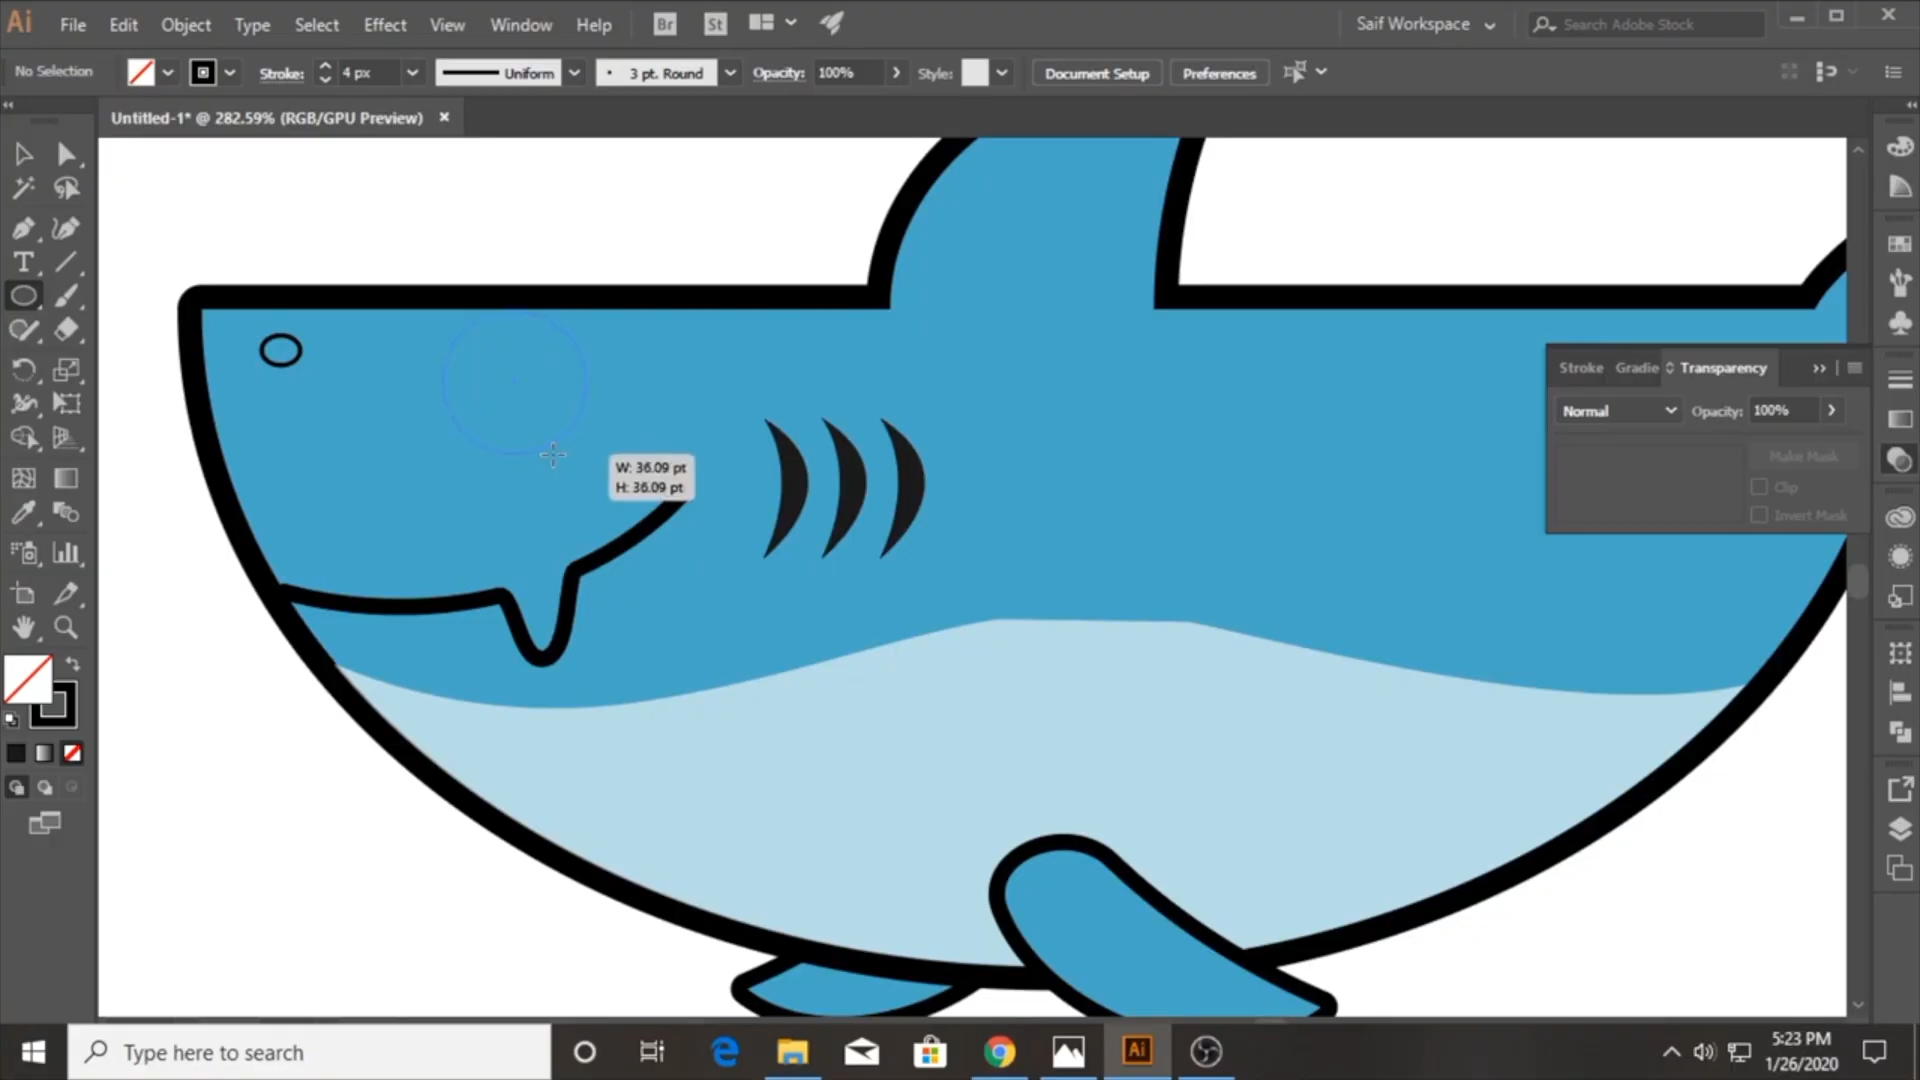 Ai File Edit Object Type Select Effect View Window Help Br St Saif Workspace Search Adobe Stock
No Selection Stroke: 4 px Uniform 3 pt. Round Opacity: 100% Style: Document Setup Preferences
Untitled-1* @ 282.59% (RGB/GPU Preview) ×
Stroke Gradie Transparency
Normal Opacity: 100%
Make Mask
Clip
Invert Mask
W: 36.09 pt
H: 36.09 pt
Type here to search
Ai
5:23 PM
1/26/2020